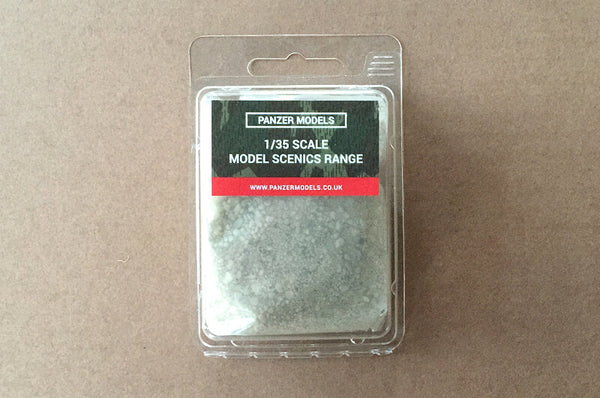 PANZER MODELS
1/35 SCALE
MODEL SCENICS RANGE
WWW.PANZERMODELS.CO.UK